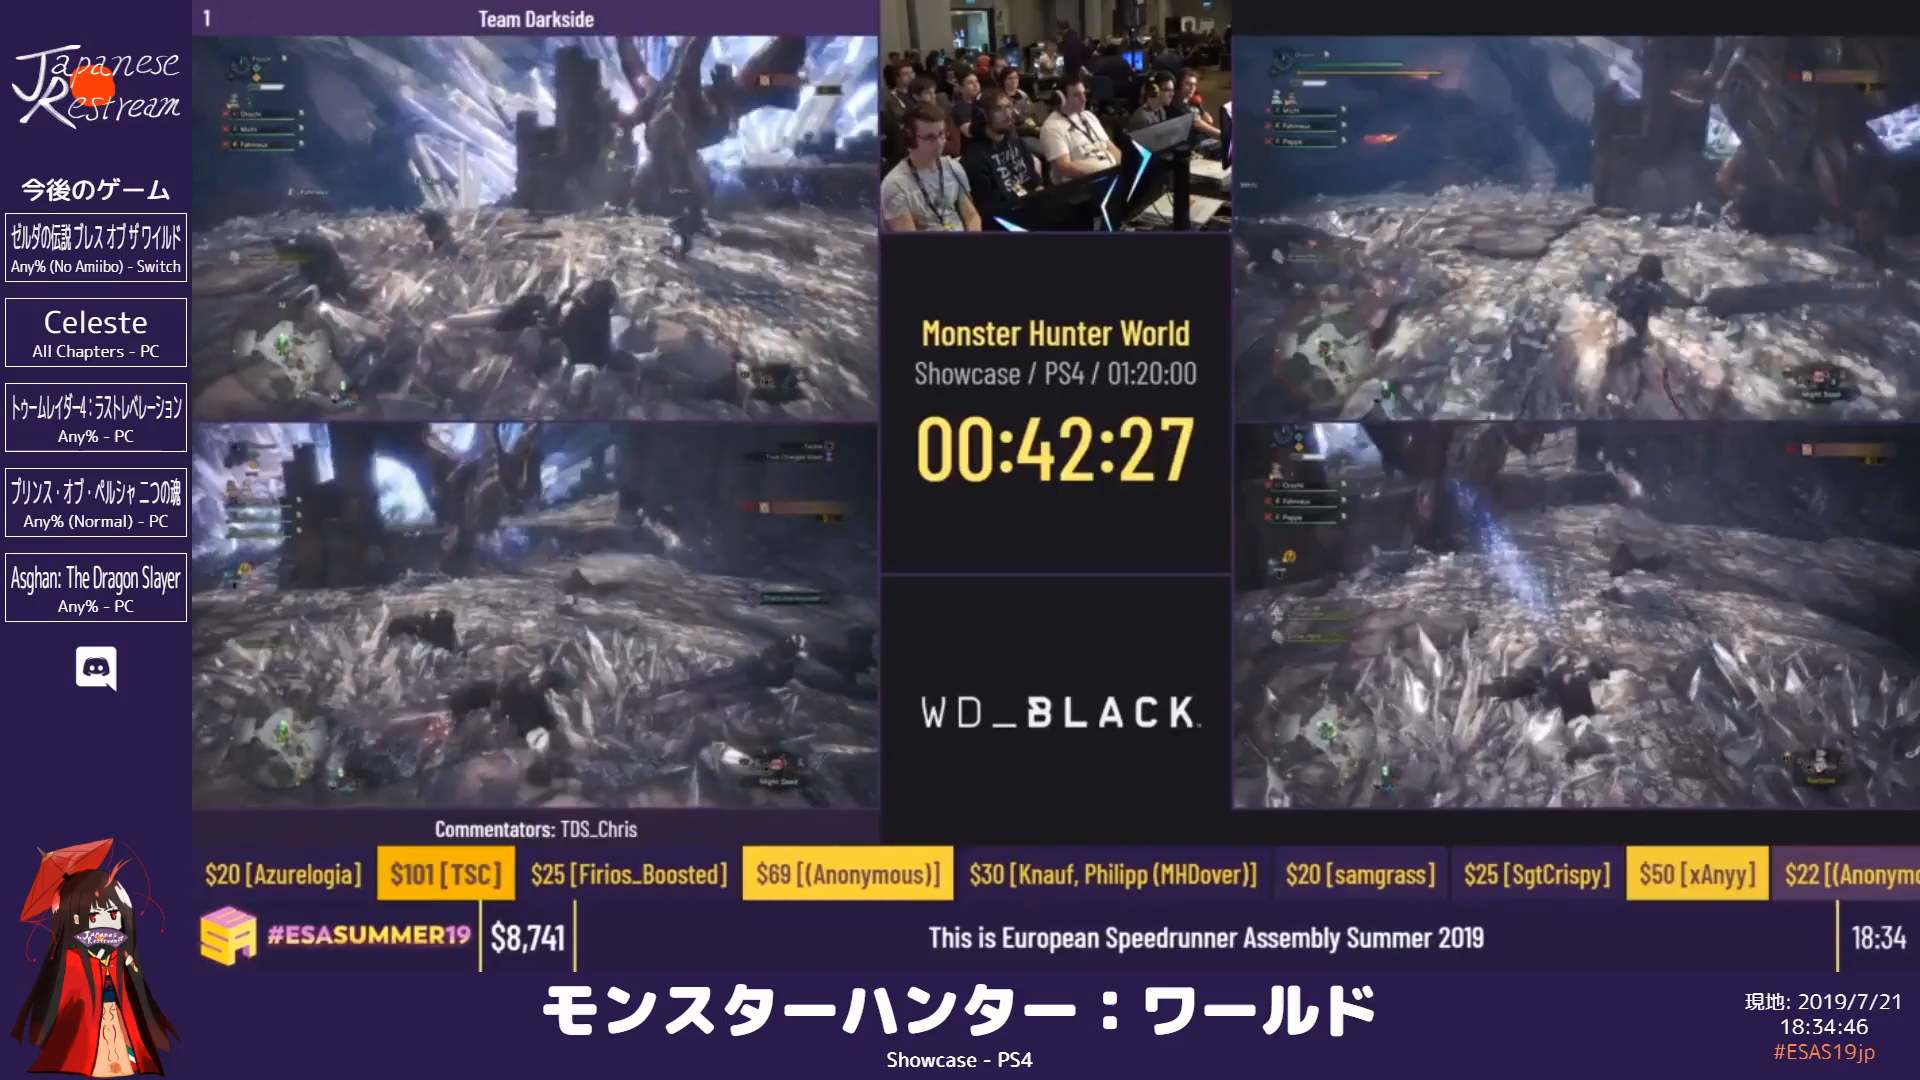 Japanese
Restream
今後のゲーム
ゼルダの伝説 ブレス オブ ザ ワイルド
Any% (No Amiibo) - Switch
Celeste
All Chapters - PC
トゥームレイダー4：ラストレベレーション
Any% - PC
プリンス・オブ・ペルシャ 二つの魂
Any% (Normal) - PC
Asghan: The Dragon Slayer
Any% - PC
1
Team Darkside
Monster Hunter World
Showcase / PS4 / 01:20:00
00:42:27
WD_BLACK
Might Seed
Might Seed
Commentators: TDS_Chris
$20 [Azurelogia]
$101 [TSC]
$25 [Firios_Boosted]
$69 [(Anonymous)]
$30 [Knauf, Philipp (MHDover)]
$20 [samgrass]
$25 [SgtCrispy]
$50 [xAnyy]
$22 [(Anonymo
#ESASUMMER19
$8,741
This is European Speedrunner Assembly Summer 2019
18:34
モンスターハンター：ワールド
Showcase - PS4
現地: 2019/7/21
18:34:46
#ESAS19jp